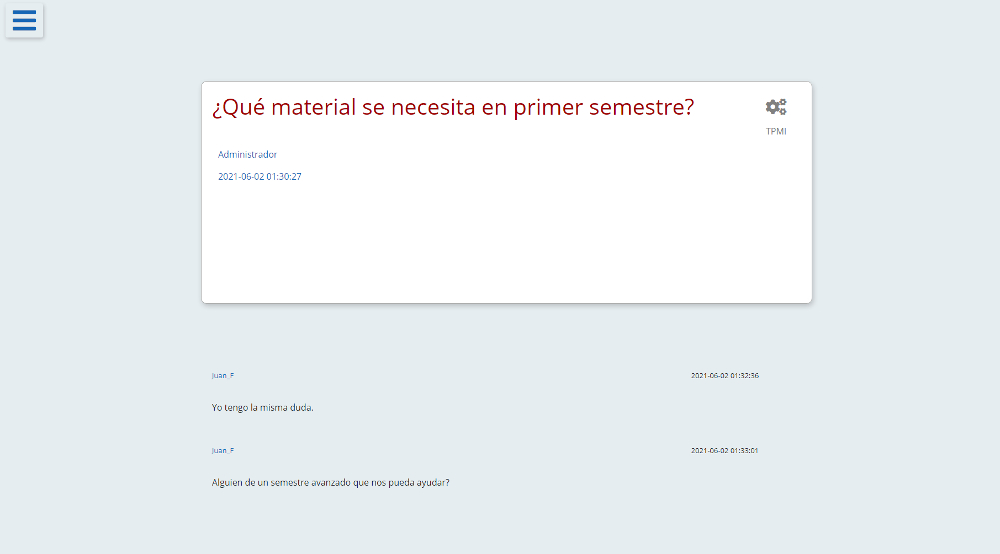 ¿Qué material se necesita en primer semestre?
TPMI
Administrador
2021-06-02 01:30:27
Juan_F
2021-06-02 01:32:36
Yo tengo la misma duda.
Juan_F
2021-06-02 01:33:01
Alguien de un semestre avanzado que nos pueda ayudar?